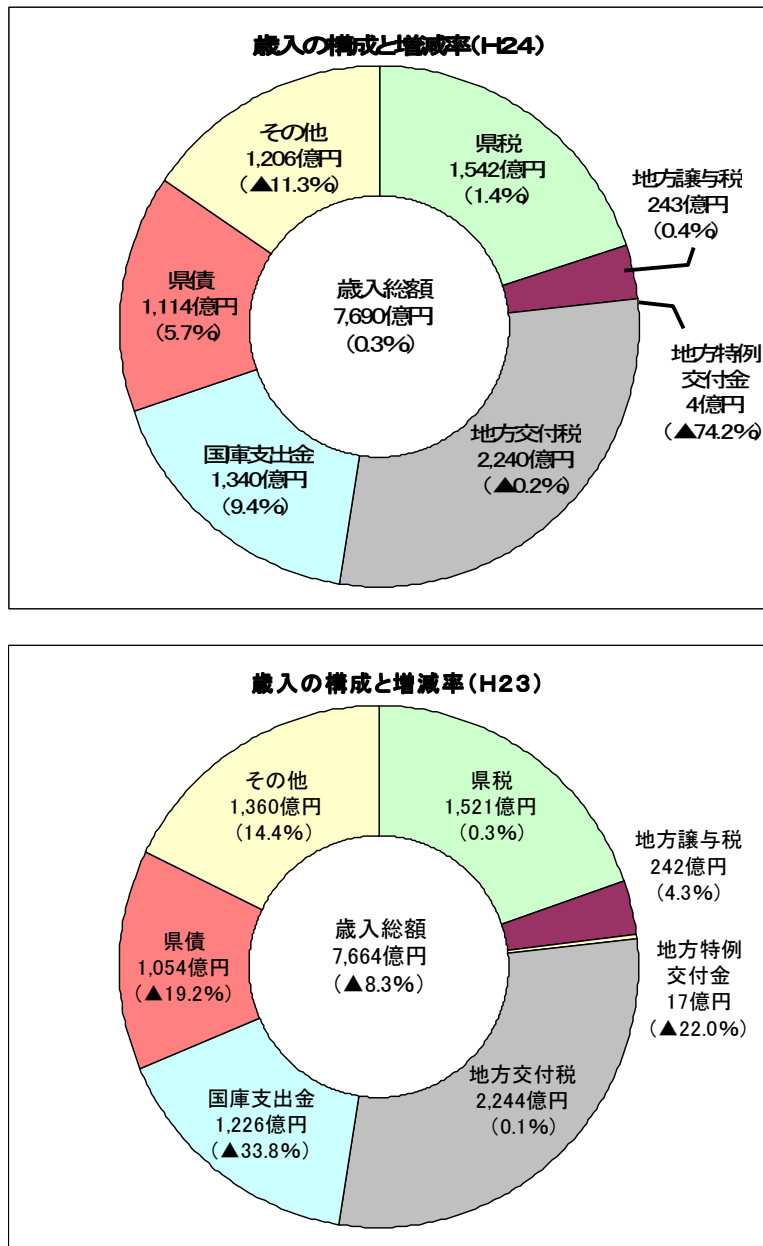 歳入の構成と増減率(H24)
その他
1,206億円
(▲11.3%)
県税
1,542億円
(1.4%)
地方譲与税
243億円
(0.4%)
県債
1,114億円
(5.7%)
歳入総額
7,690億円
(0.3%)
地方特例
交付金
4億円
(▲74.2%)
国庫支出金
1,340億円
(9.4%)
地方交付税
2,240億円
(▲0.2%)
歳入の構成と増減率(H23)
その他
1,360億円
(14.4%)
県税
1,521億円
(0.3%)
地方譲与税
242億円
(4.3%)
県債
1,054億円
(▲19.2%)
歳入総額
7,664億円
(▲8.3%)
地方特例
交付金
17億円
(▲22.0%)
国庫支出金
1,226億円
(▲33.8%)
地方交付税
2,244億円
(0.1%)